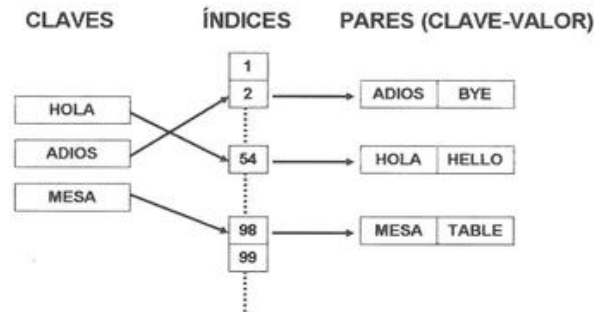 CLAVES ÍNDICES PARES (CLAVE-VALOR)
1
2 ADIOS BYE
HOLA
ADIOS 54 HOLA HELLO
MESA
98 MESA TABLE
99